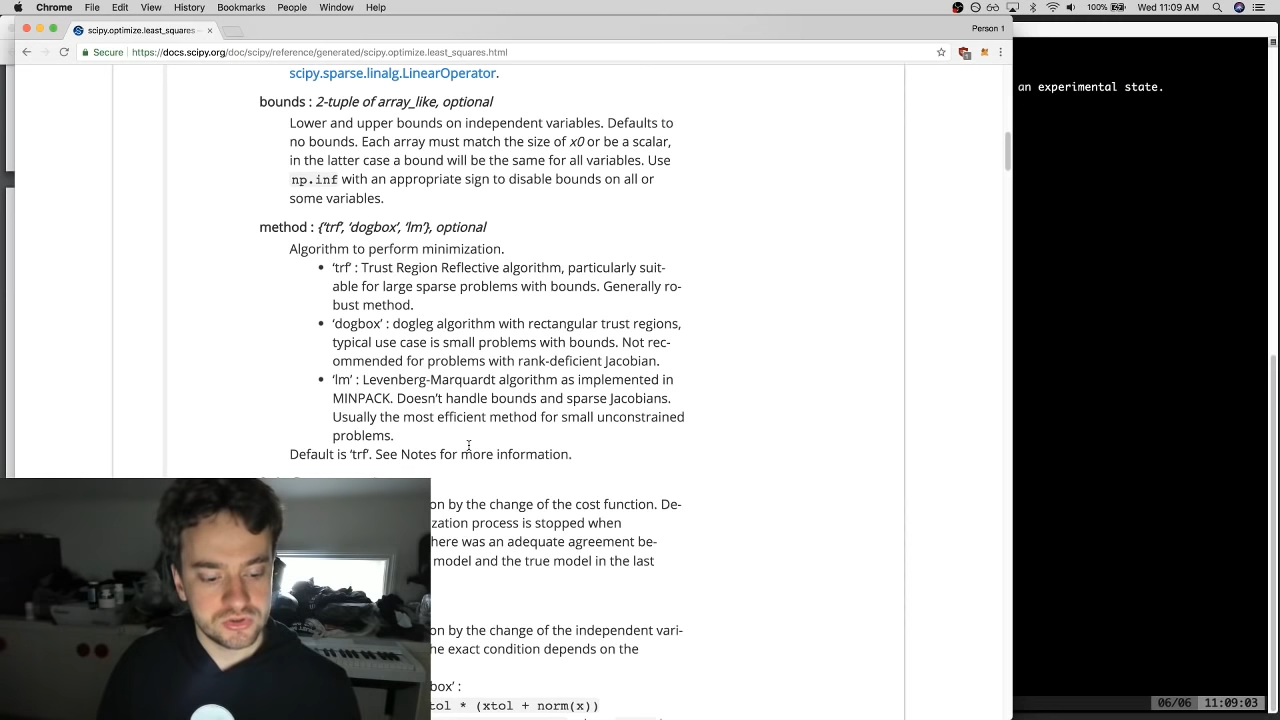 Chrome File Edit View History Bookmarks People Window Help
100% Wed 11:09 AM
scipy.optimize.least_squares
Person 1
Secure https://docs.scipy.org/doc/scipy/reference/generated/scipy.optimize.least_squares.html
scipy.sparse.linalg.LinearOperator.
an experimental state.
bounds : 2-tuple of array_like, optional
Lower and upper bounds on independent variables. Defaults to
no bounds. Each array must match the size of x0 or be a scalar,
in the latter case a bound will be the same for all variables. Use
np.inf with an appropriate sign to disable bounds on all or
some variables.
method : {‘trf’, ‘dogbox’, ‘lm’}, optional
Algorithm to perform minimization.
• ‘trf’ : Trust Region Reflective algorithm, particularly suit-
able for large sparse problems with bounds. Generally ro-
bust method.
• ‘dogbox’ : dogleg algorithm with rectangular trust regions,
typical use case is small problems with bounds. Not rec-
ommended for problems with rank-deficient Jacobian.
• ‘lm’ : Levenberg-Marquardt algorithm as implemented in
MINPACK. Doesn’t handle bounds and sparse Jacobians.
Usually the most efficient method for small unconstrained
problems.
Default is ‘trf’. See Notes for more information.
on by the change of the cost function. De-
zation process is stopped when
here was an adequate agreement be-
model and the true model in the last
on by the change of the independent vari-
he exact condition depends on the
box’ :
tol * (xtol + norm(x))
06/06 11:09:03